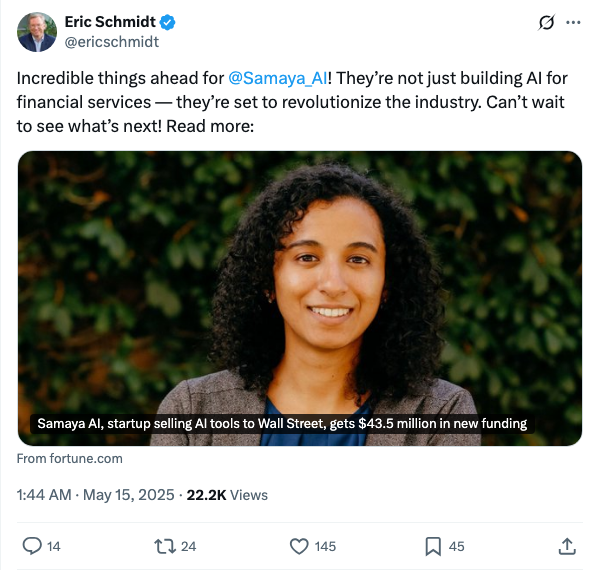 Eric Schmidt
@ericschmidt
Incredible things ahead for @Samaya_AI! They’re not just building AI for
financial services — they’re set to revolutionize the industry. Can’t wait
to see what’s next! Read more:
Samaya AI, startup selling AI tools to Wall Street, gets $43.5 million in new funding
From fortune.com
1:44 AM · May 15, 2025 · 22.2K Views
14 24 145 45